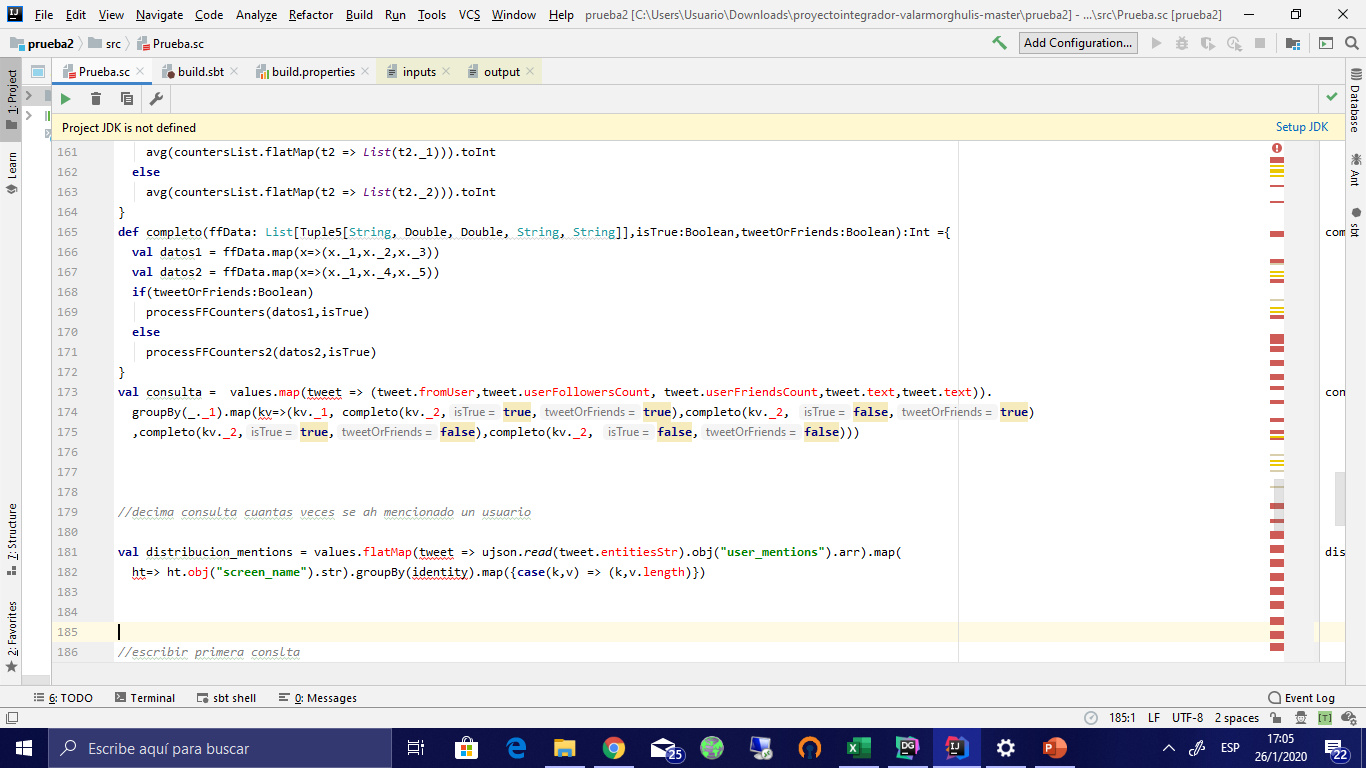 File Edit View Navigate Code Analyze Refactor Build Run Tools VCS Window Help prueba2 [C:\Users\Usuario\Downloads\proyectointegrador-valarmorghulis-master\prueba2] - ...\src\Prueba.sc [prueba2]
prueba2 src Prueba.sc Add Configuration...
Prueba.sc build.sbt build.properties inputs output
Project JDK is not defined Setup JDK
161 avg(countersList.flatMap(t2 => List(t2._1))).toInt
162 else
163 avg(countersList.flatMap(t2 => List(t2._2))).toInt
164 }
165 def completo(ffData: List[Tuple5[String, Double, Double, String, String]],isTrue:Boolean,tweetOrFriends:Boolean):Int ={ com
166 val datos1 = ffData.map(x=>(x._1,x._2,x._3))
167 val datos2 = ffData.map(x=>(x._1,x._4,x._5))
168 if(tweetOrFriends:Boolean)
169 processFFCounters(datos1,isTrue)
170 else
171 processFFCounters2(datos2,isTrue)
172 }
173 val consulta =  values.map(tweet => (tweet.fromUser,tweet.userFollowersCount, tweet.userFriendsCount,tweet.text,tweet.text)). con
174 groupBy(_._1).map(kv=>(kv._1, completo(kv._2, isTrue = true, tweetOrFriends = true),completo(kv._2, isTrue = false, tweetOrFriends = true)
175 ,completo(kv._2, isTrue = true, tweetOrFriends = false),completo(kv._2, isTrue = false, tweetOrFriends = false)))
176
177
178
179 //decima consulta cuantas veces se ah mencionado un usuario
180
181 val distribucion_mentions = values.flatMap(tweet => ujson.read(tweet.entitiesStr).obj("user_mentions").arr).map( dis
182 ht=> ht.obj("screen_name").str).groupBy(identity).map({case(k,v) => (k,v.length)})
183
184
185
186 //escribir primera conslta
1: Project
Learn
7: Structure
2: Favorites
Database
Ant
sbt
6: TODO Terminal sbt shell 0: Messages Event Log
185:1 LF UTF-8 2 spaces [T]
Escribe aquí para buscar 25 DG IJ ESP 17:05 22
26/1/2020